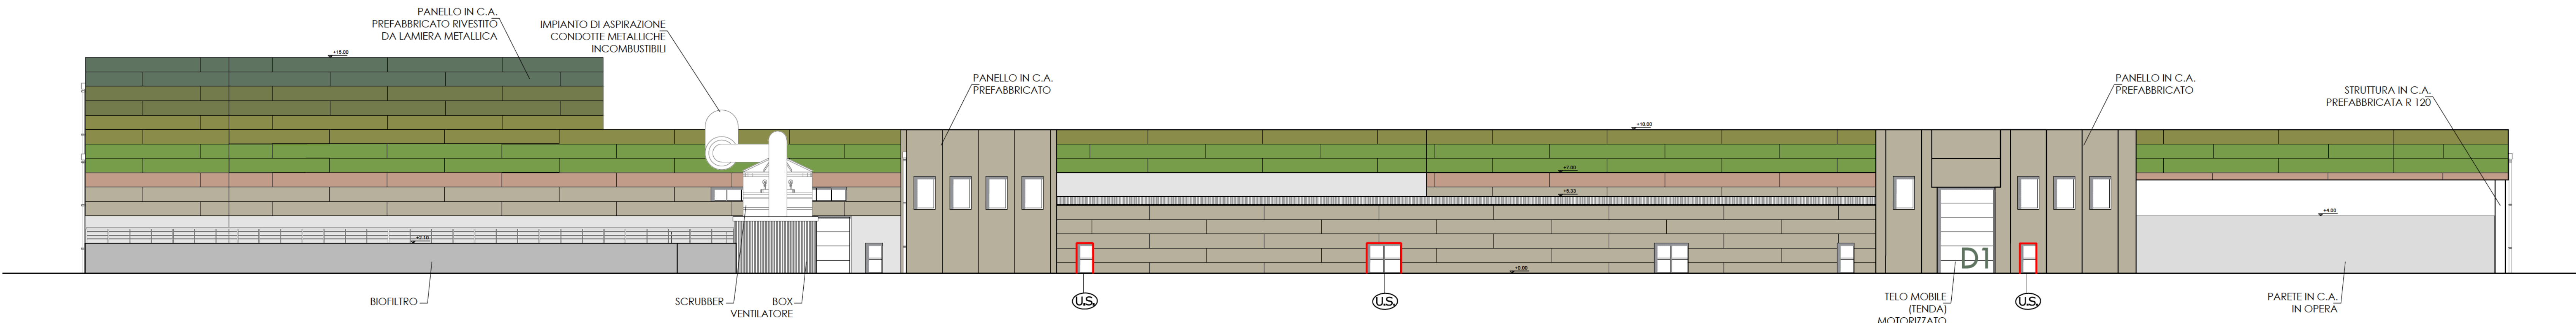 PANELLO IN C.A.
PREFABBRICATO RIVESTITO
DA LAMIERA METALLICA
IMPIANTO DI ASPIRAZIONE
CONDOTTE METALLICHE
INCOMBUSTIBILI
PANELLO IN C.A.
PREFABBRICATO
PANELLO IN C.A.
PREFABBRICATO
STRUTTURA IN C.A.
PREFABBRICATA R 120
+15.00
+10.00
+7.00
+5.33
+4.00
+2.10
+0.00
D1
BIOFILTRO
SCRUBBER
BOX
VENTILATORE
U.S.
U.S.
TELO MOBILE
(TENDA)
MOTORIZZATO
U.S.
PARETE IN C.A.
IN OPERA